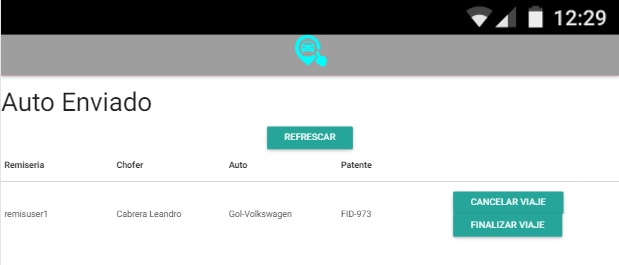 12:29
Auto Enviado
REFRESCAR
Remiseria Chofer Auto Patente
remisuser1 Cabrera Leandro Gol-Volkswagen FID-973
CANCELAR VIAJE
FINALIZAR VIAJE